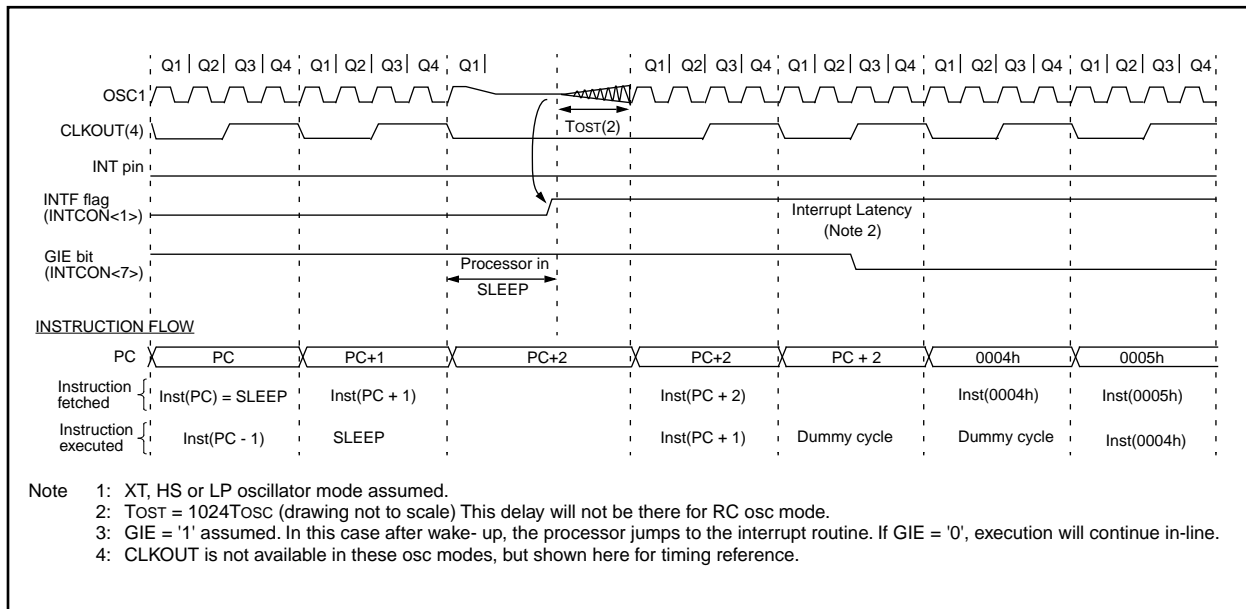 Q1 Q2 Q3 Q4 Q1 Q2 Q3 Q4 Q1 Q1 Q2 Q3 Q4 Q1 Q2 Q3 Q4 Q1 Q2 Q3 Q4 Q1 Q2 Q3 Q4
OSC1
TOST(2)
CLKOUT(4)
INT pin
INTF flag
(INTCON<1>)
Interrupt Latency
(Note 2)
GIE bit
(INTCON<7>)
Processor in
SLEEP
INSTRUCTION FLOW
PC PC PC+1 PC+2 PC+2 PC + 2 0004h 0005h
Instruction
fetched
Inst(PC) = SLEEP Inst(PC + 1) Inst(PC + 2) Inst(0004h) Inst(0005h)
Instruction
executed
Inst(PC - 1) SLEEP Inst(PC + 1) Dummy cycle Dummy cycle Inst(0004h)
Note 1: XT, HS or LP oscillator mode assumed.
2: TOST = 1024TOSC (drawing not to scale) This delay will not be there for RC osc mode.
3: GIE = '1' assumed. In this case after wake- up, the processor jumps to the interrupt routine. If GIE = '0', execution will continue in-line.
4: CLKOUT is not available in these osc modes, but shown here for timing reference.